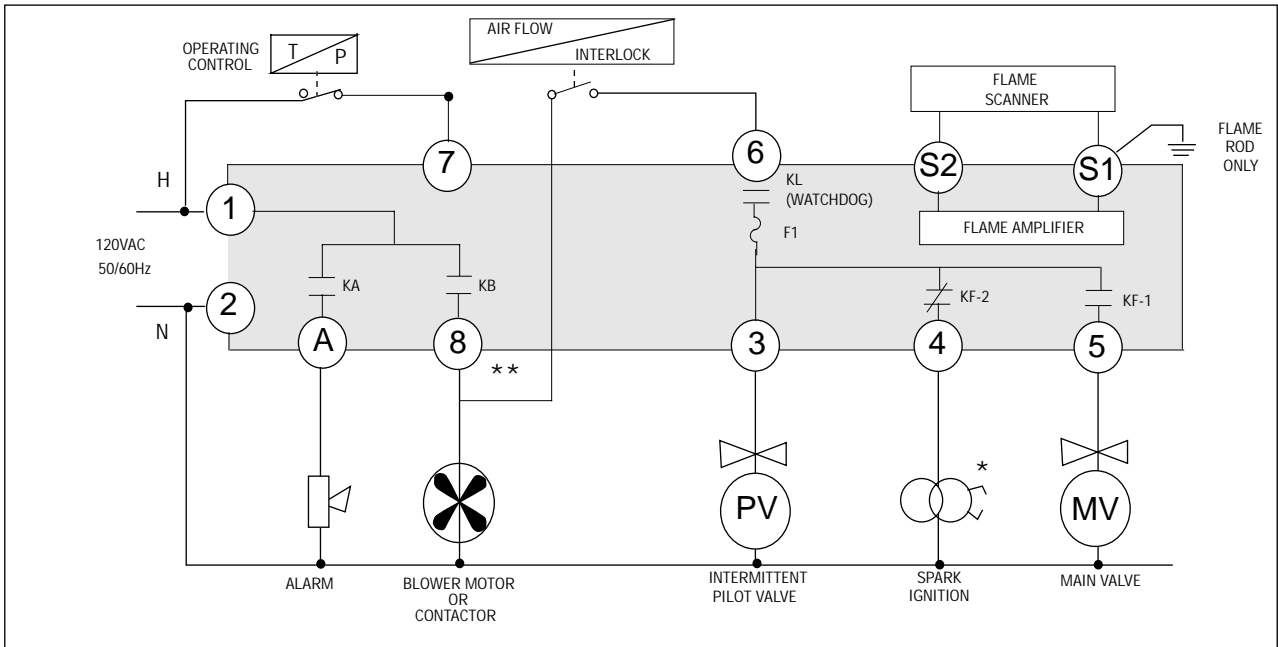 AIR FLOW
INTERLOCK
OPERATING
CONTROL
T
P
FLAME
SCANNER
FLAME
ROD
ONLY
7
6
S2
S1
H
1
KL
(WATCHDOG)
F1
FLAME AMPLIFIER
120VAC
50/60Hz
KA
KB
KF-2
KF-1
2
N
A
8
**
3
4
5
*
PV
MV
ALARM
BLOWER MOTOR
OR
CONTACTOR
INTERMITTENT
PILOT VALVE
SPARK
IGNITION
MAIN VALVE